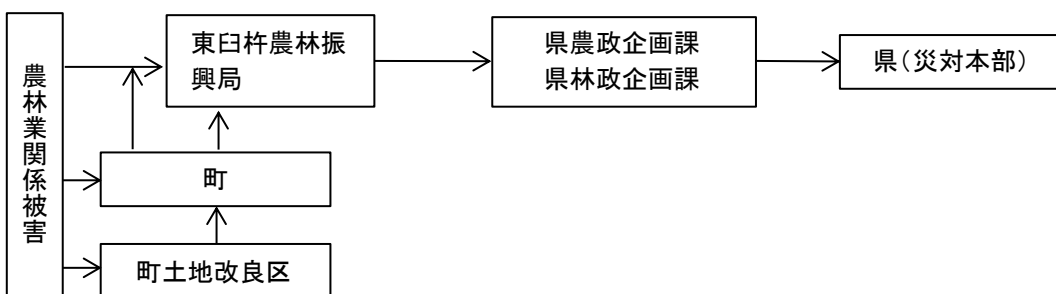 農林業関係被害
東臼杵農林振
興局
県農政企画課
県林政企画課
県(災対本部)
町
町土地改良区